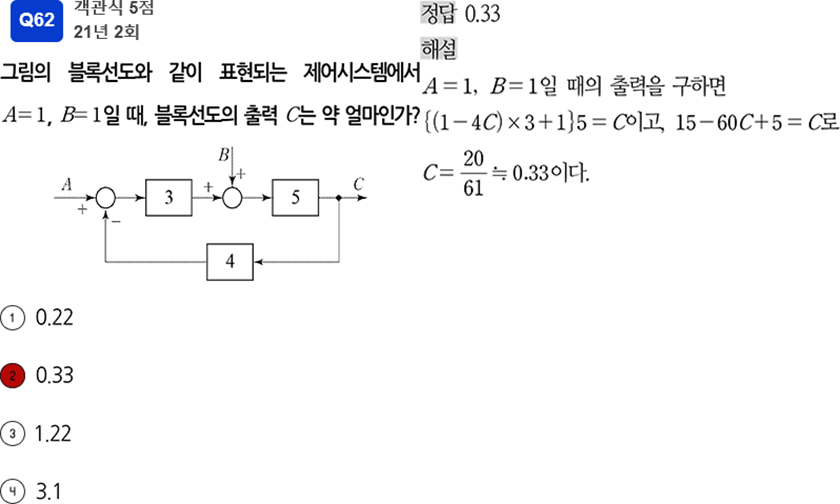 Q62
객관식 5점
21년 2회
그림의 블록선도와 같이 표현되는 제어시스템에서
A=1, B=1일 때, 블록선도의 출력 C는 약 얼마인가?
A
+
−
3
+
B
+
5
C
4
① 0.22
② 0.33
③ 1.22
④ 3.1
정답 0.33
해설
A=1, B=1일 때의 출력을 구하면
{(1−4C)×3+1}5=C이고, 15−60C+5=C로
C=20/61≒0.33이다.